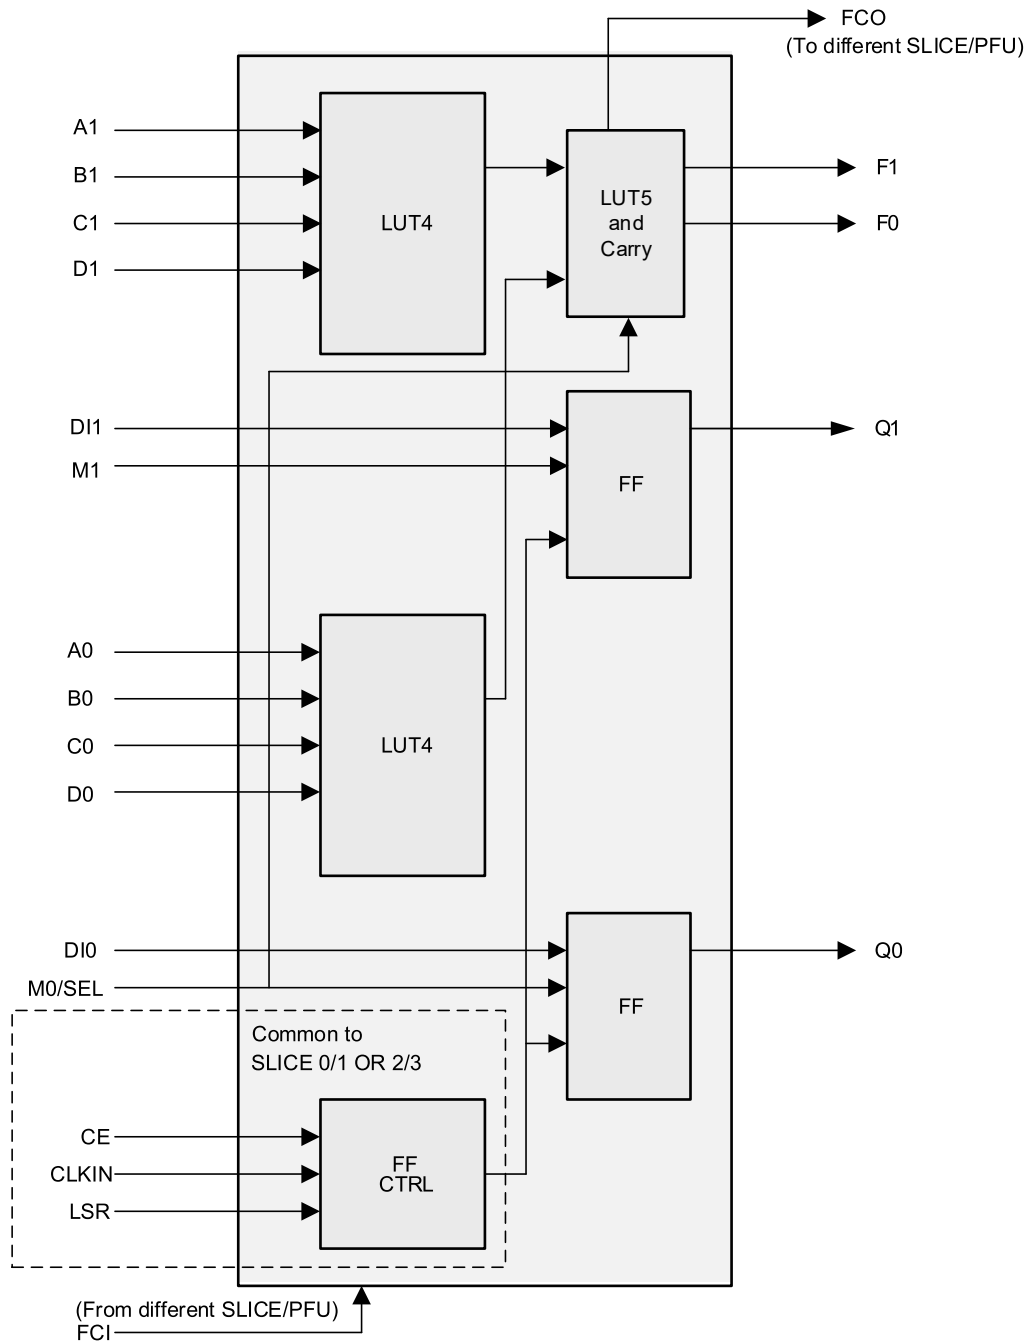 FCO
(To different SLICE/PFU)
A1
B1
C1
D1
LUT4
LUT5
and
Carry
F1
F0
DI1
M1
FF
Q1
A0
B0
C0
D0
LUT4
DI0
M0/SEL
FF
Q0
Common to
SLICE 0/1 OR 2/3
CE
CLKIN
LSR
FF
CTRL
(From different SLICE/PFU)
FCI